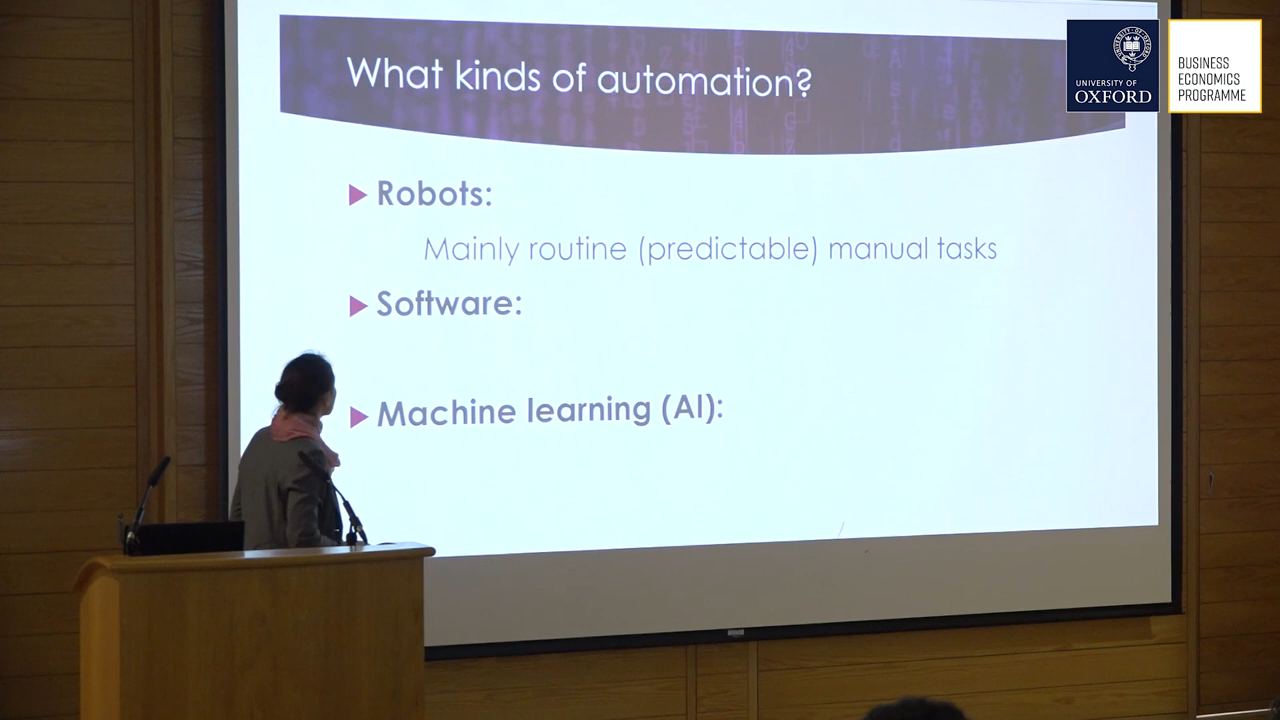 What kinds of automation?
Robots:
Mainly routine (predictable) manual tasks
Software:
Machine learning (AI):
UNIVERSITY OF
OXFORD
BUSINESS
ECONOMICS
PROGRAMME